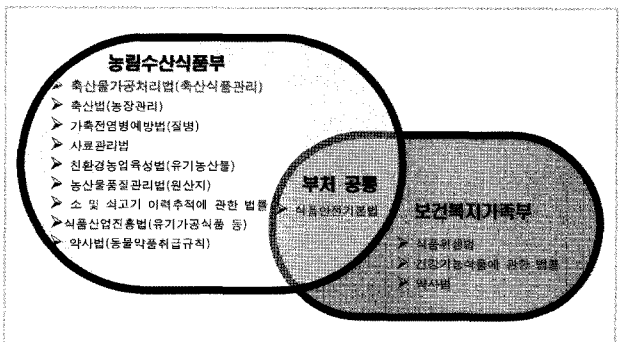 농림수산식품부
➢ 축산물가공처리법(축산식품관리)
➢ 축산법(농장관리)
➢ 가축전염병예방법(질병)
➢ 사료관리법
➢ 친환경농업육성법(유기농산물)
➢ 농산물품질관리법(원산지)
➢ 소 및 쇠고기 이력추적에 관한 법률
➢식품산업진흥법(유기가공식품 등)
➢ 약사법(동물약품취급규칙)
부처 공통
➢ 식품안전기본법
보건복지가족부
➢ 식품위생법
➢ 건강기능식품에 관한 법률
➢ 약사법